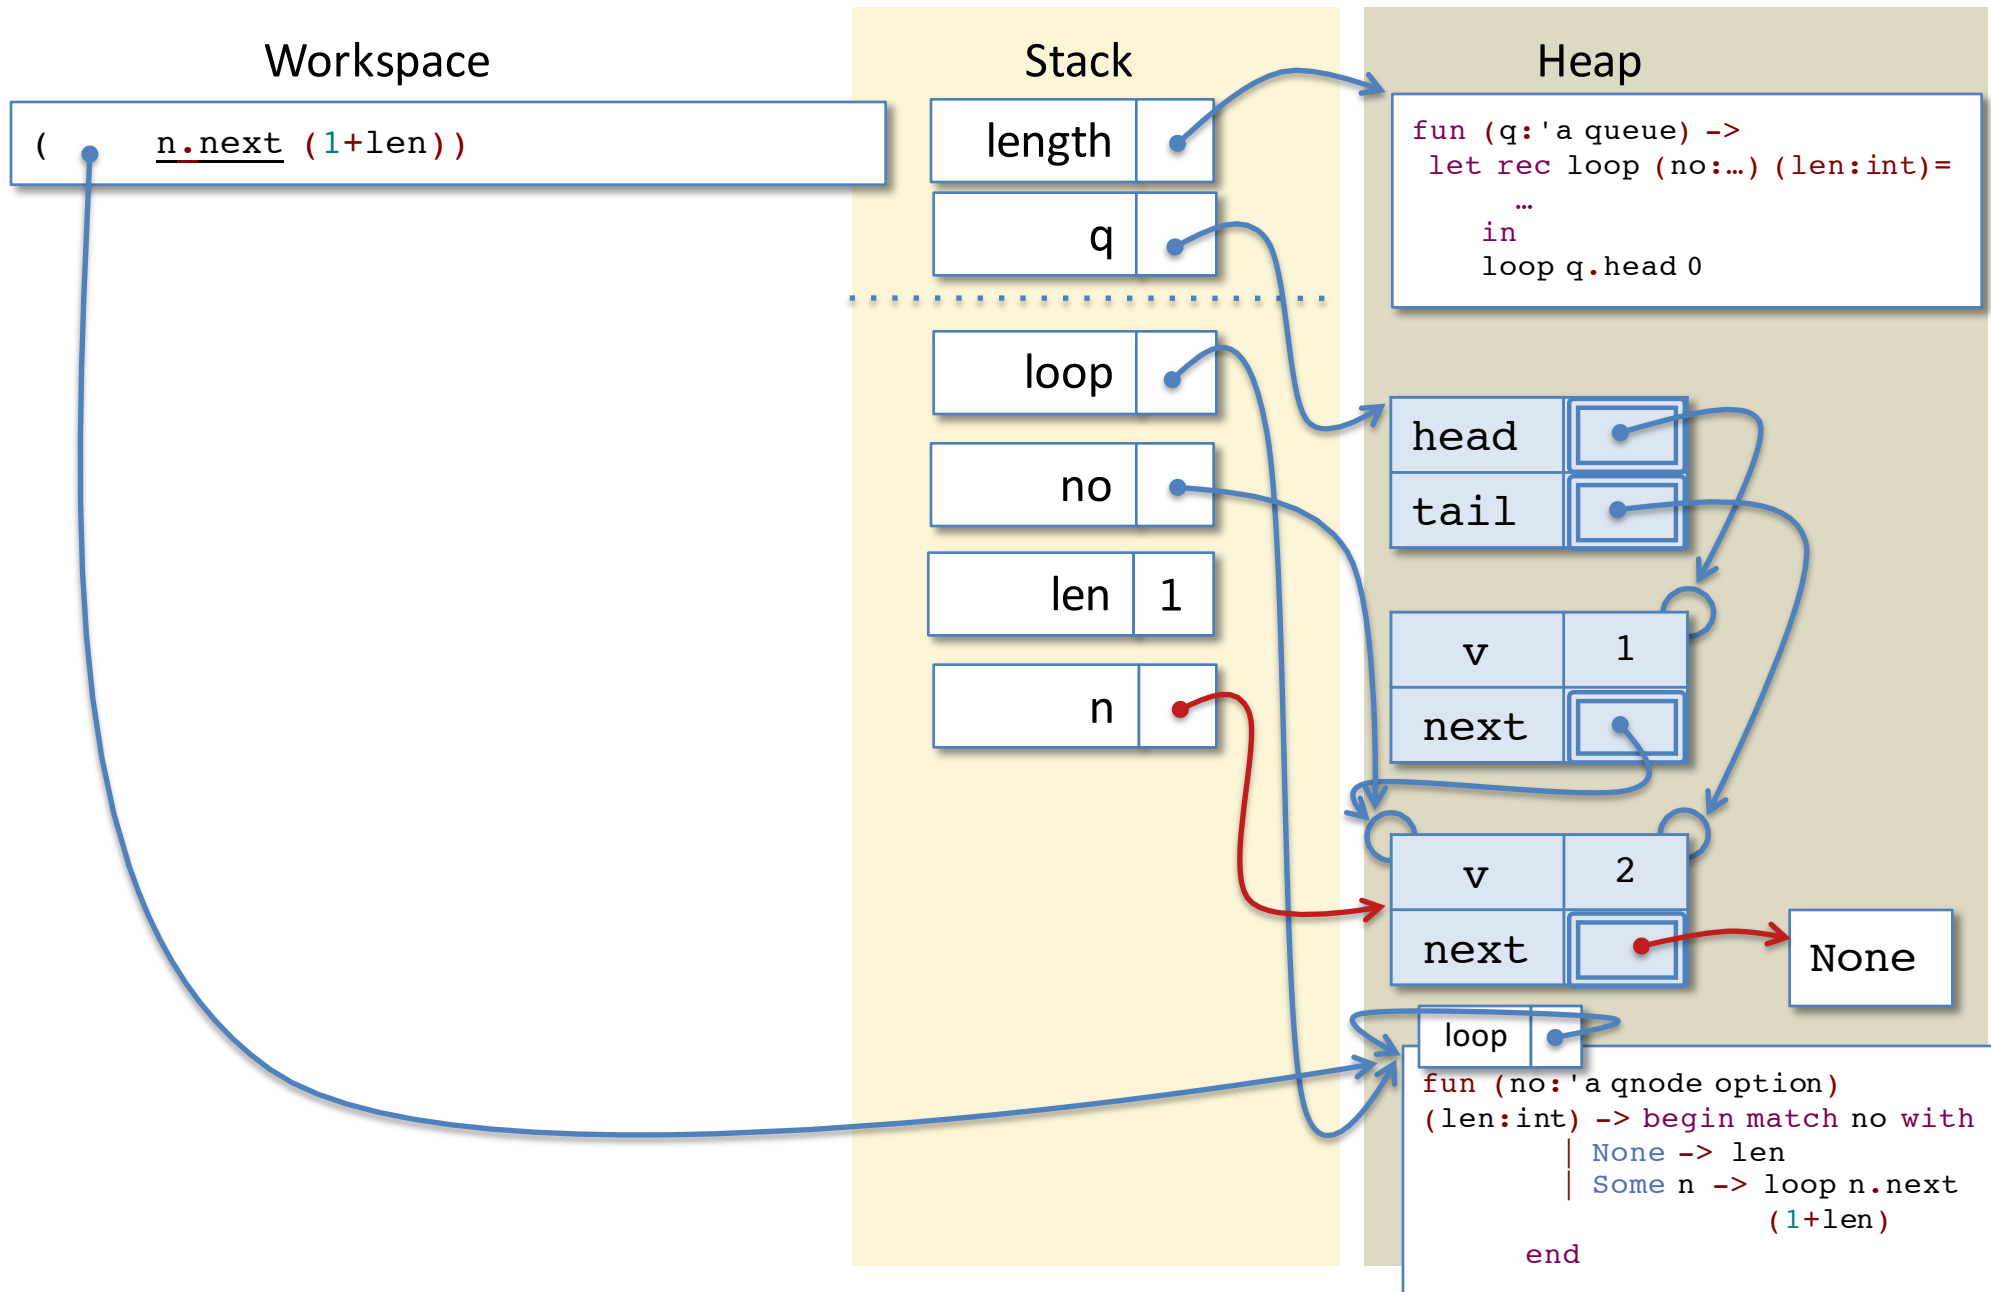 Workspace
Stack
Heap
( n.next (1+len))
length
q
loop
no
len 1
n
fun (q:'a queue) ->
let rec loop (no:…) (len:int)=
…
in
loop q.head 0
head
tail
v 1
next
v 2
next
None
loop
fun (no:'a qnode option)
(len:int) -> begin match no with
| None -> len
| Some n -> loop n.next
(1+len)
end